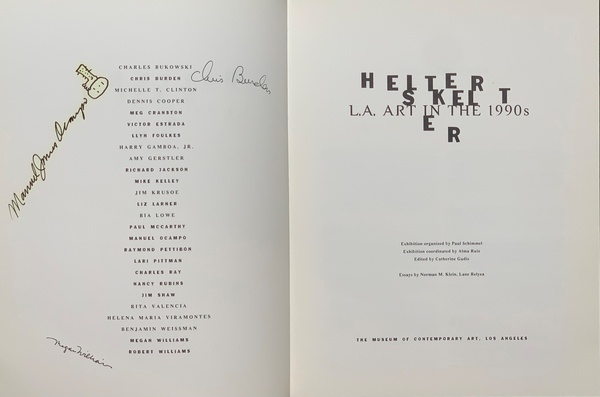 CHARLES BUKOWSKI
CHRIS BURDEN
Chris Burden
MICHELLE T. CLINTON
DENNIS COOPER
MEG CRANSTON
VICTOR ESTRADA
LLYN FOULKES
HARRY GAMBOA, JR.
AMY GERSTLER
RICHARD JACKSON
MIKE KELLEY
JIM KRUSOE
LIZ LARNER
BIA LOWE
PAUL McCARTHY
MANUEL OCAMPO
RAYMOND PETTIBON
LARI PITTMAN
CHARLES RAY
NANCY RUBINS
JIM SHAW
RITA VALENCIA
HELENA MARIA VIRAMONTES
BENJAMIN WEISSMAN
MEGAN WILLIAMS
ROBERT WILLIAMS
Manuel Ocampo
Megan Williams
HELTER
SKELT
L.A. ART IN THE 1990s
ER
Exhibition organized by Paul Schimmel
Exhibition coordinated by Alma Ruiz
Edited by Catherine Gudis
Essays by Norman M. Klein, Lane Relyea
THE MUSEUM OF CONTEMPORARY ART, LOS ANGELES